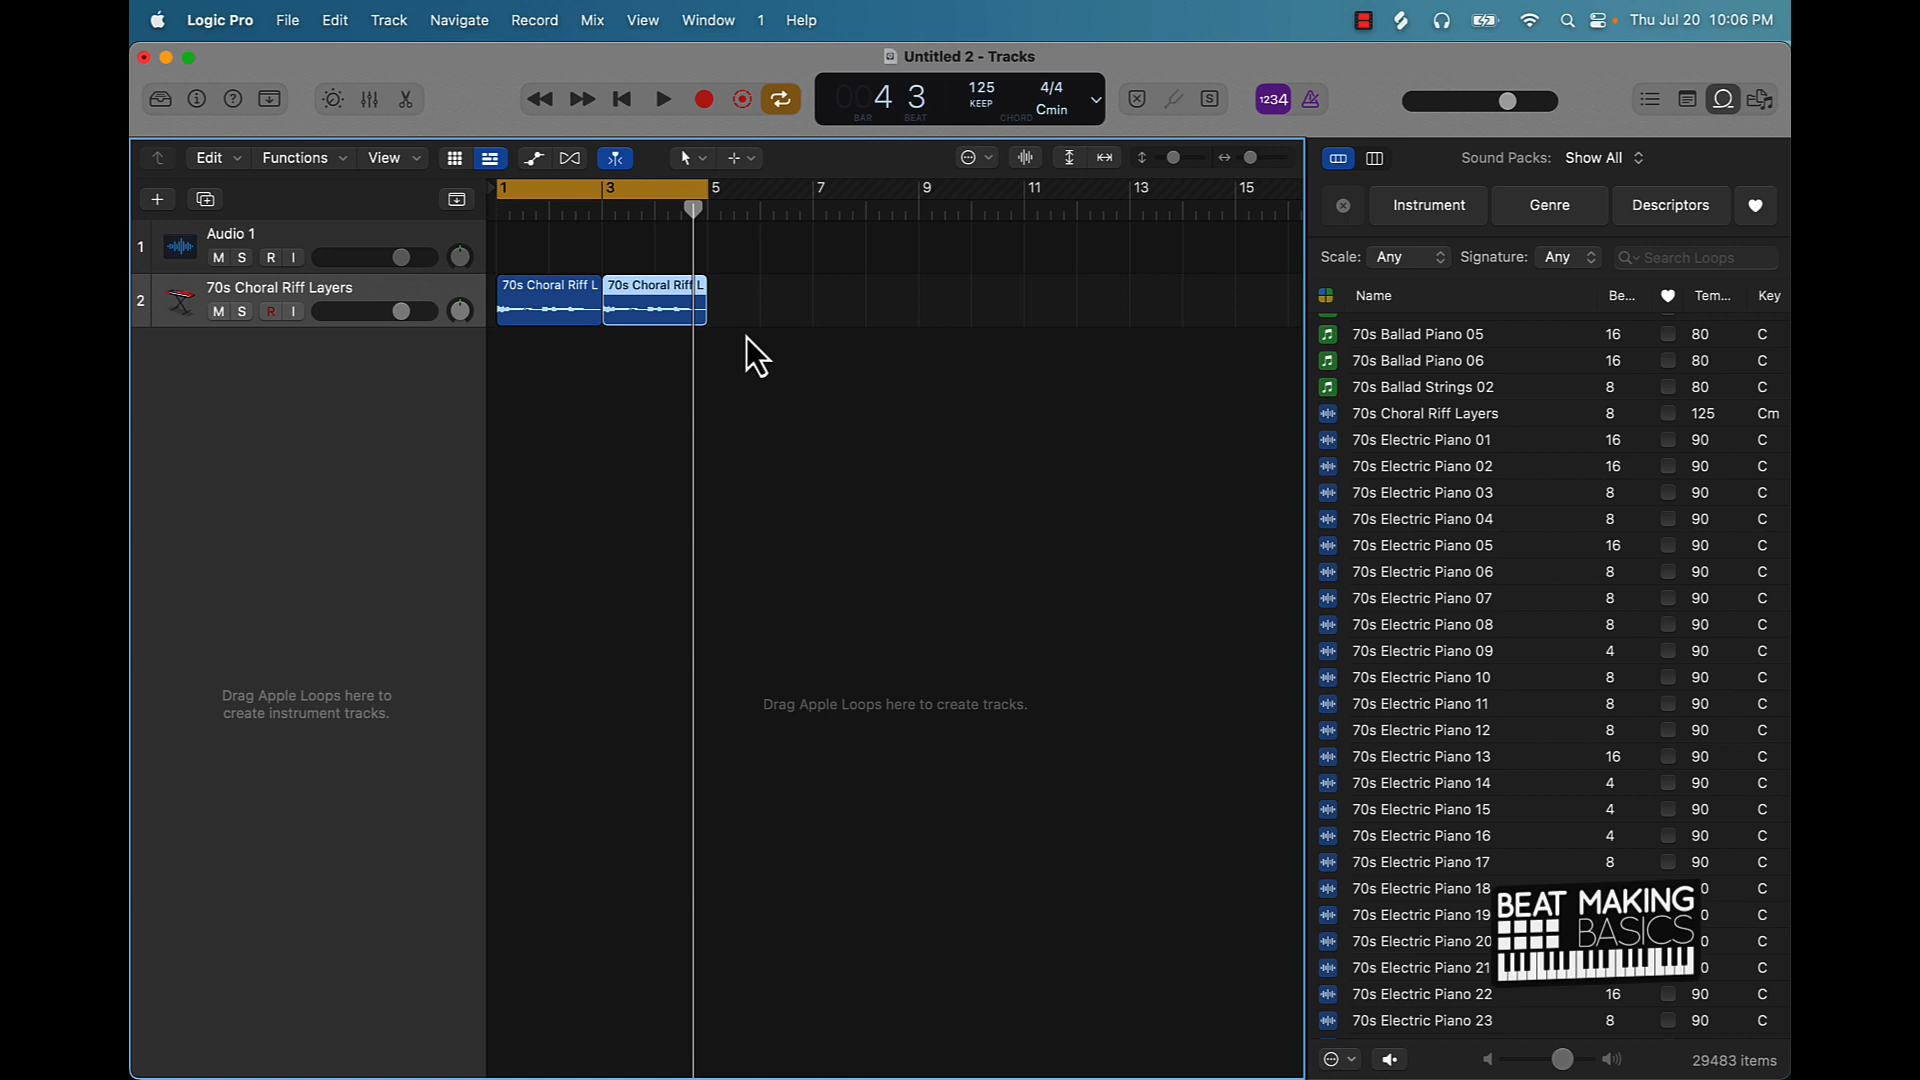 Logic Pro File Edit Track Navigate Record Mix View Window 1 Help Thu Jul 20 10:06 PM
Untitled 2 - Tracks
004 3 125 4/4
KEEP Cmin
BAR BEAT CHORD
S 1234
Edit Functions View
1 3 5 7 9 11 13 15
1 Audio 1
M S R I
2 70s Choral Riff Layers
M S R I
70s Choral Riff L 70s Choral Riff L
Drag Apple Loops here to
create instrument tracks.
Drag Apple Loops here to create tracks.
Sound Packs: Show All
Instrument Genre Descriptors
Scale: Any Signature: Any Search Loops
Name Be... Tem... Key
70s Ballad Piano 05 16 80 C
70s Ballad Piano 06 16 80 C
70s Ballad Strings 02 8 80 C
70s Choral Riff Layers 8 125 Cm
70s Electric Piano 01 16 90 C
70s Electric Piano 02 16 90 C
70s Electric Piano 03 8 90 C
70s Electric Piano 04 8 90 C
70s Electric Piano 05 16 90 C
70s Electric Piano 06 8 90 C
70s Electric Piano 07 8 90 C
70s Electric Piano 08 8 90 C
70s Electric Piano 09 4 90 C
70s Electric Piano 10 8 90 C
70s Electric Piano 11 8 90 C
70s Electric Piano 12 8 90 C
70s Electric Piano 13 16 90 C
70s Electric Piano 14 4 90 C
70s Electric Piano 15 4 90 C
70s Electric Piano 16 4 90 C
70s Electric Piano 17 8 90 C
70s Electric Piano 18 0 C
70s Electric Piano 19 0 C
70s Electric Piano 20 0 C
70s Electric Piano 21 0 C
70s Electric Piano 22 16 90 C
70s Electric Piano 23 8 90 C
BEAT MAKING
BASICS
29483 items